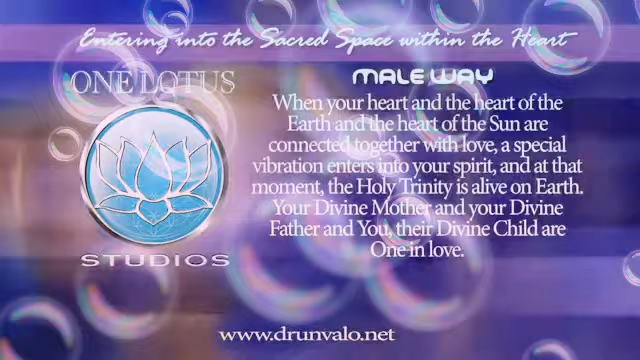 Entering into the Sacred Space within the Heart
ONE LOTUS
STUDIOS
MALE WAY
When your heart and the heart of the
Earth and the heart of the Sun are
connected together with love, a special
vibration enters into your spirit, and at that
moment, the Holy Trinity is alive on Earth.
Your Divine Mother and your Divine
Father and You, their Divine Child are
One in love.
www.drunvalo.net